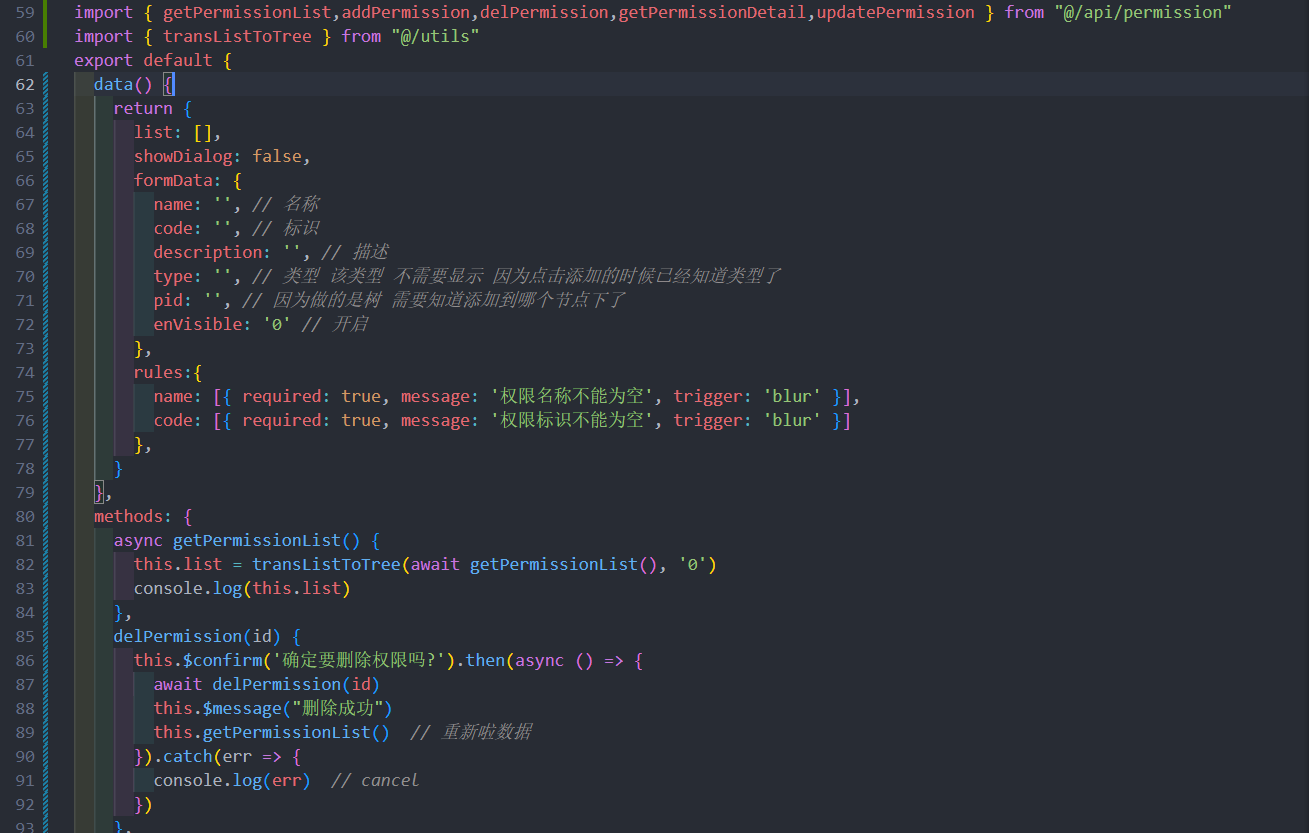 59 import { getPermissionList,addPermission,delPermission,getPermissionDetail,updatePermission } from "@/api/permission"
60 import { transListToTree } from "@/utils"
61 export default {
62   data() {
63     return {
64       list: [],
65       showDialog: false,
66       formData: {
67         name: '', // 名称
68         code: '', // 标识
69         description: '', // 描述
70         type: '', // 类型 该类型 不需要显示 因为点击添加的时候已经知道类型了
71         pid: '', // 因为做的是树 需要知道添加到哪个节点下了
72         enVisible: '0' // 开启
73       },
74       rules:{
75         name: [{ required: true, message: '权限名称不能为空', trigger: 'blur' }],
76         code: [{ required: true, message: '权限标识不能为空', trigger: 'blur' }]
77       },
78     }
79   },
80   methods: {
81     async getPermissionList() {
82       this.list = transListToTree(await getPermissionList(), '0')
83       console.log(this.list)
84     },
85     delPermission(id) {
86       this.$confirm('确定要删除权限吗?').then(async () => {
87         await delPermission(id)
88         this.$message("删除成功")
89         this.getPermissionList()  // 重新啦数据
90       }).catch(err => {
91         console.log(err)  // cancel
92       })
93     },